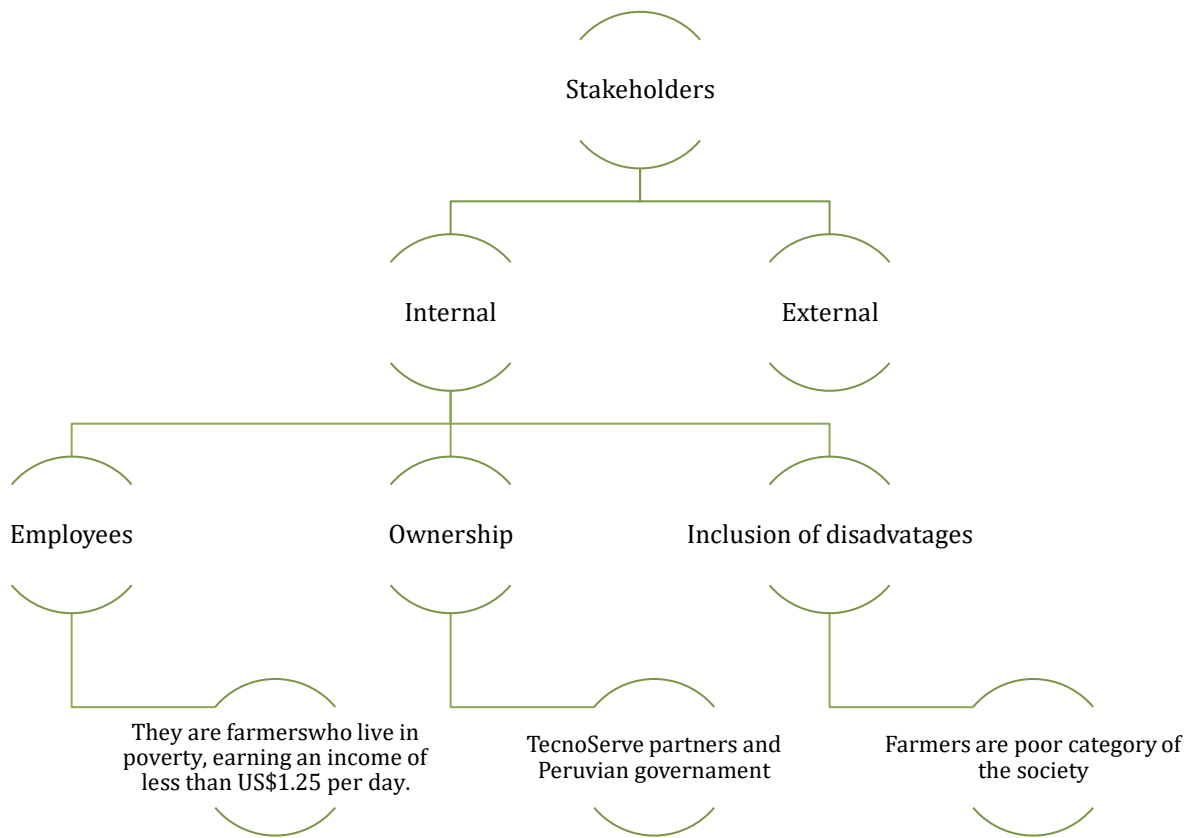 Stakeholders
Internal
External
Employees
Ownership
Inclusion of disadvatages
They are farmerswho live in
poverty, earning an income of
less than US$1.25 per day.
TecnoServe partners and
Peruvian governament
Farmers are poor category of
the society